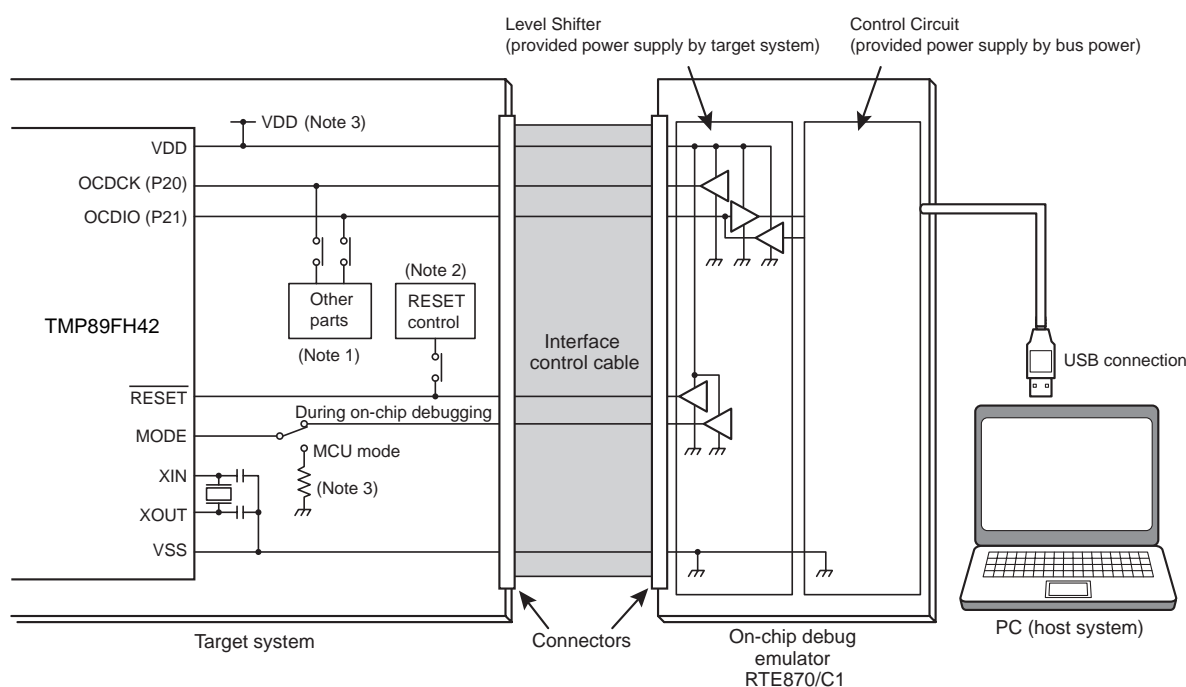 Level Shifter
(provided power supply by target system)
Control Circuit
(provided power supply by bus power)
VDD (Note 3)
VDD
OCDCK (P20)
OCDIO (P21)
(Note 2)
Other
parts
RESET
control
TMP89FH42
(Note 1)
Interface
control cable
USB connection
RESET
During on-chip debugging
MODE
MCU mode
XIN
(Note 3)
XOUT
VSS
Target system
Connectors
On-chip debug
emulator
RTE870/C1
PC (host system)